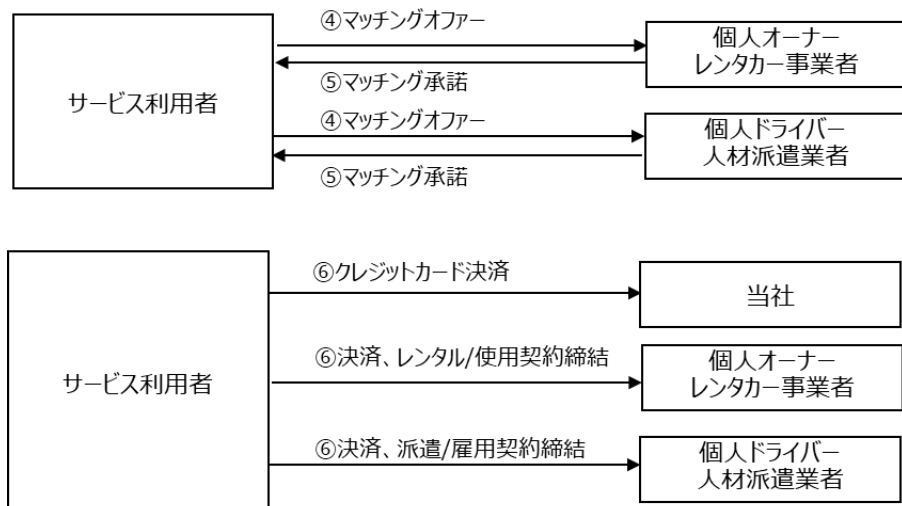 ④マッチングオファー
個人オーナー
レンタカー事業者
⑤マッチング承諾
サービス利用者
④マッチングオファー
個人ドライバー
人材派遣業者
⑤マッチング承諾
⑥クレジットカード決済
当社
⑥決済、レンタル/使用契約締結
個人オーナー
レンタカー事業者
サービス利用者
⑥決済、派遣/雇用契約締結
個人ドライバー
人材派遣業者